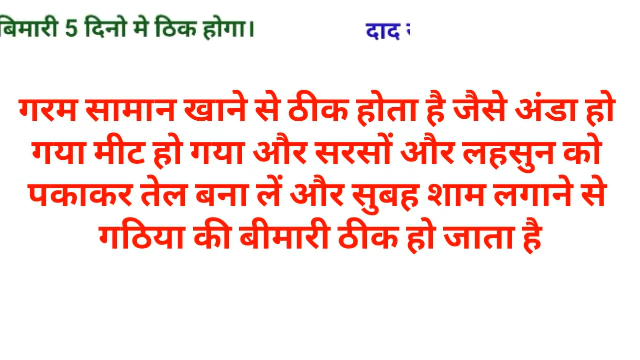 बिमारी 5 दिनो मे ठिक होगा। दाद
गरम सामान खाने से ठीक होता है जैसे अंडा हो
गया मीट हो गया और सरसों और लहसुन को
पकाकर तेल बना लें और सुबह शाम लगाने से
गठिया की बीमारी ठीक हो जाता है